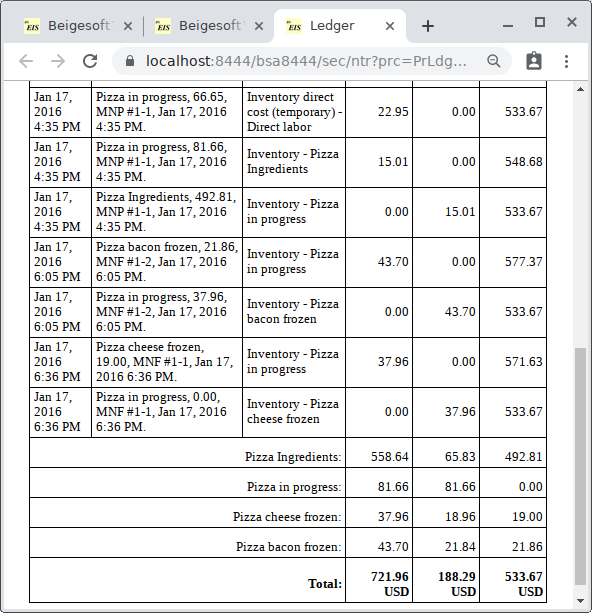 EIS Beigesoft™ × EIS Beigesoft™ × EIS Ledger × +
localhost:8444/bsa8444/sec/ntr?prc=PrLdg...
Jan 17,
2016
4:35 PM
Pizza in progress, 66.65,
MNP #1-1, Jan 17, 2016
4:35 PM.
Inventory direct
cost (temporary) -
Direct labor
22.95
0.00
533.67
Jan 17,
2016
4:35 PM
Pizza in progress, 81.66,
MNP #1-1, Jan 17, 2016
4:35 PM.
Inventory - Pizza
Ingredients
15.01
0.00
548.68
Jan 17,
2016
4:35 PM
Pizza Ingredients, 492.81,
MNP #1-1, Jan 17, 2016
4:35 PM.
Inventory - Pizza
in progress
0.00
15.01
533.67
Jan 17,
2016
6:05 PM
Pizza bacon frozen, 21.86,
MNF #1-2, Jan 17, 2016
6:05 PM.
Inventory - Pizza
in progress
43.70
0.00
577.37
Jan 17,
2016
6:05 PM
Pizza in progress, 37.96,
MNF #1-2, Jan 17, 2016
6:05 PM.
Inventory - Pizza
bacon frozen
0.00
43.70
533.67
Jan 17,
2016
6:36 PM
Pizza cheese frozen,
19.00, MNF #1-1, Jan 17,
2016 6:36 PM.
Inventory - Pizza
in progress
37.96
0.00
571.63
Jan 17,
2016
6:36 PM
Pizza in progress, 0.00,
MNF #1-1, Jan 17, 2016
6:36 PM.
Inventory - Pizza
cheese frozen
0.00
37.96
533.67
Pizza Ingredients: 558.64 65.83 492.81
Pizza in progress: 81.66 81.66 0.00
Pizza cheese frozen: 37.96 18.96 19.00
Pizza bacon frozen: 43.70 21.84 21.86
Total:
721.96
USD
188.29
USD
533.67
USD